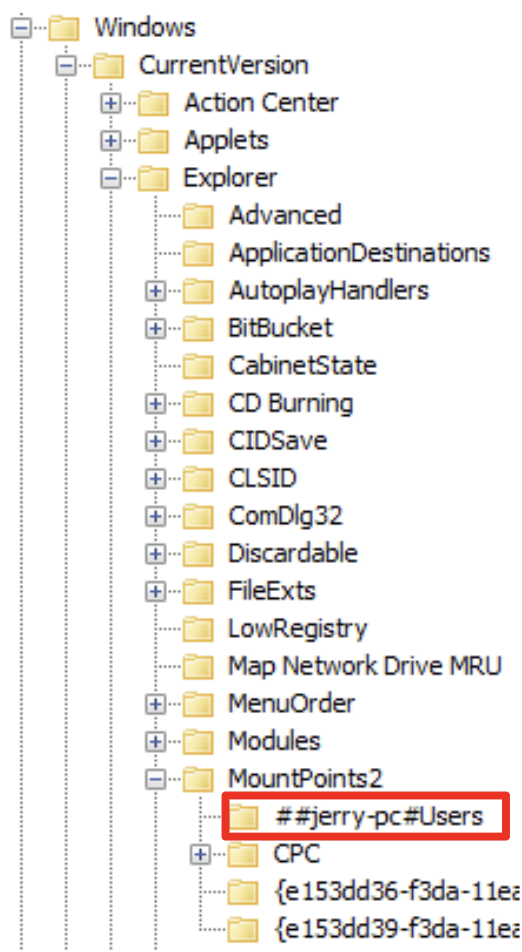 Windows
CurrentVersion
Action Center
Applets
Explorer
Advanced
ApplicationDestinations
AutoplayHandlers
BitBucket
CabinetState
CD Burning
CIDSave
CLSID
ComDlg32
Discardable
FileExts
LowRegistry
Map Network Drive MRU
MenuOrder
Modules
MountPoints2
##jerry-pc#Users
CPC
{e153dd36-f3da-11ea
{e153dd39-f3da-11ea